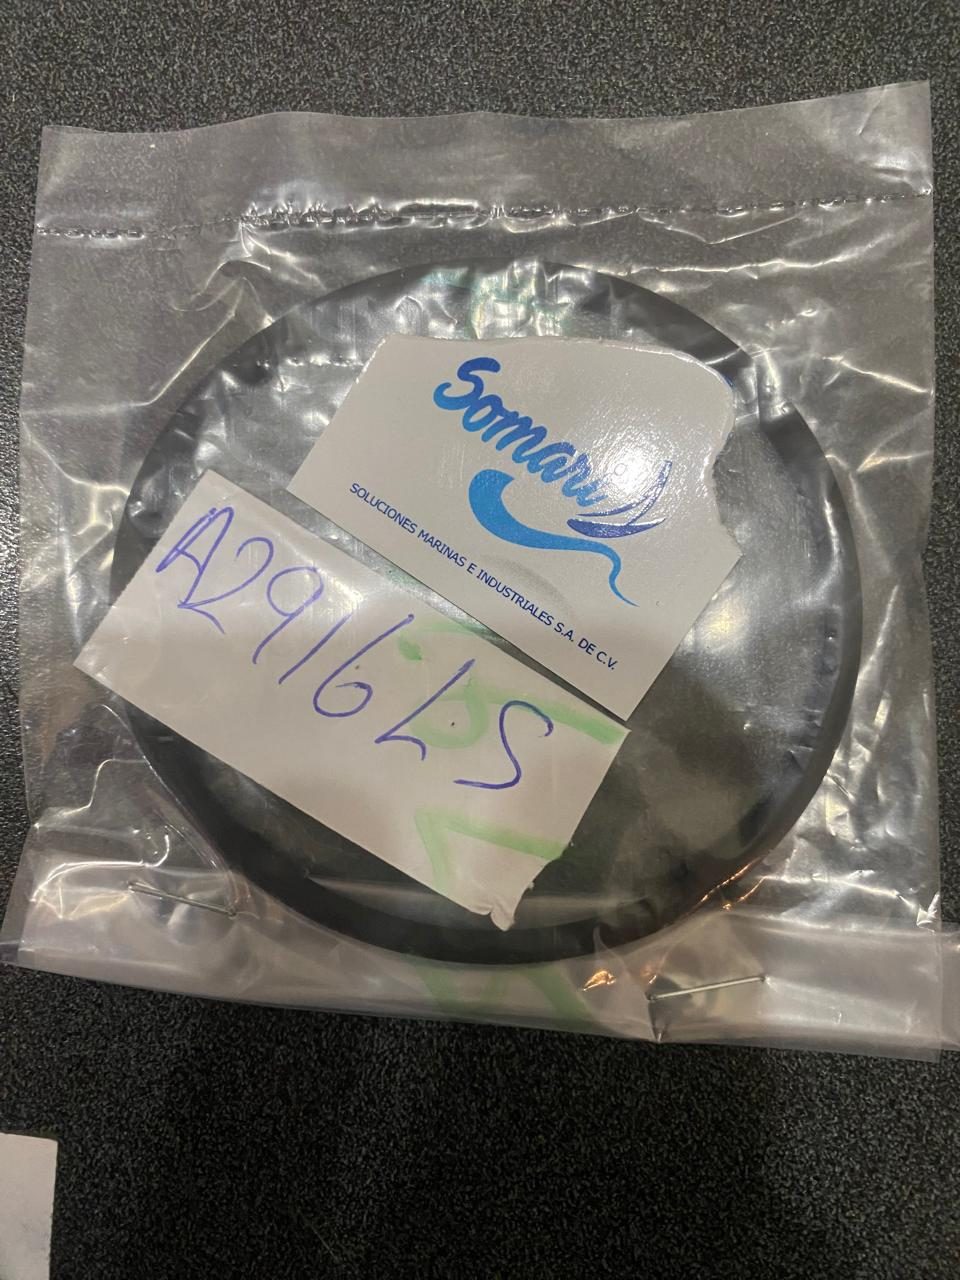 Somari
SOLUCIONES MARINAS E INDUSTRIALES S.A. DE C.V.
A2916LS